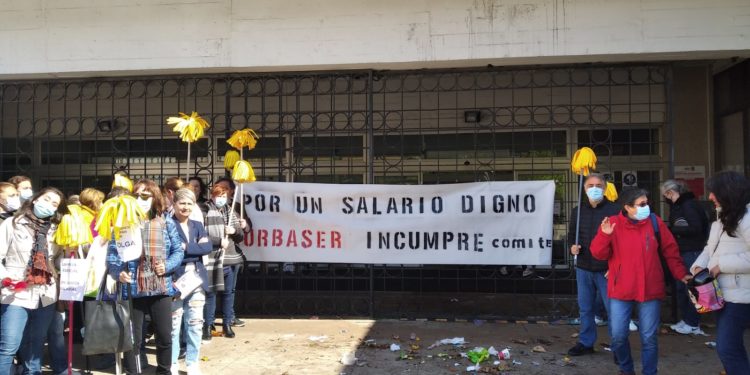 POR UN SALARIO DIGNO
URBASER INCUMPRE comite